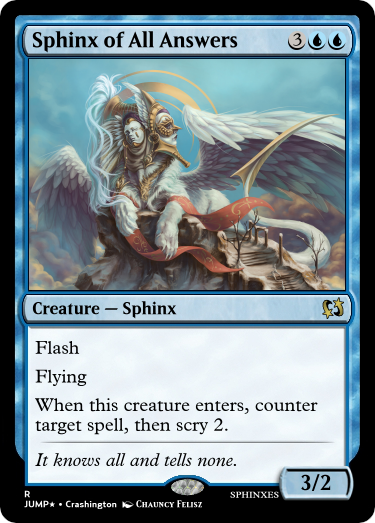 Sphinx of All Answers 3
Creature — Sphinx
Flash
Flying
When this creature enters, counter
target spell, then scry 2.
It knows all and tells none.
3/2
R
JUMP★ • Crashington CHAUNCY FELISZ
SPHINXES